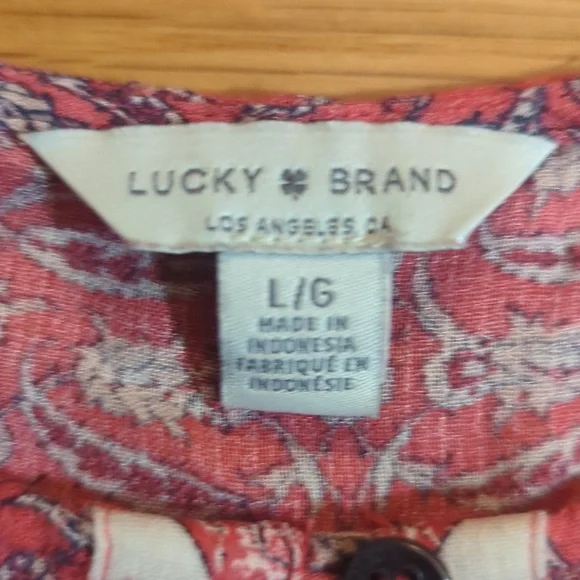 LUCKY BRAND
LOS ANGELES CA
L/G
MADE IN
INDONESIA
FABRIQUÉ EN
INDONÉSIE